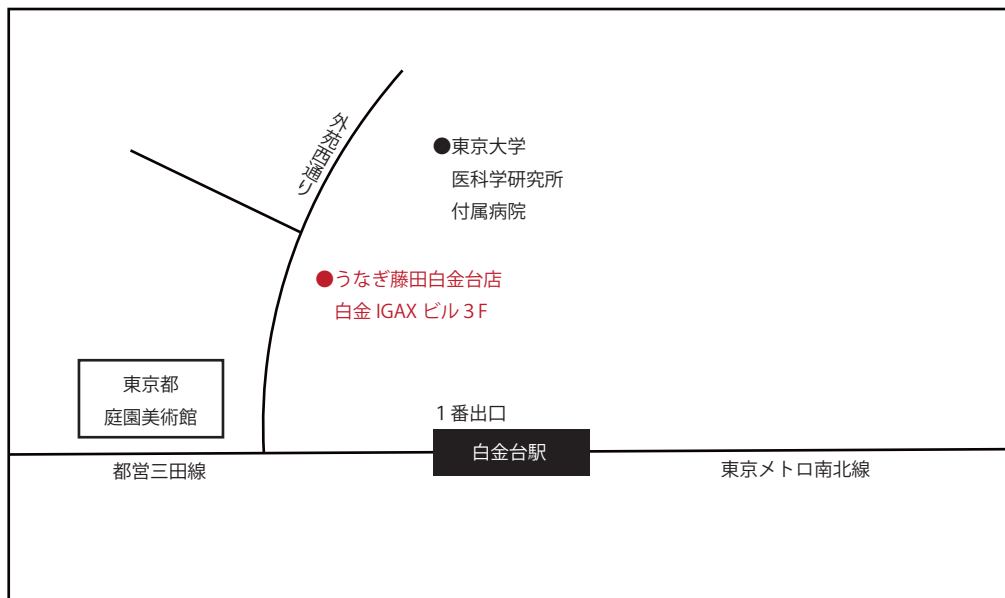 外苑西通り
●東京大学
医科学研究所
付属病院
●うなぎ藤田白金台店
白金 IGAX ビル 3 F
東京都
庭園美術館
1 番出口
白金台駅
都営三田線
東京メトロ南北線